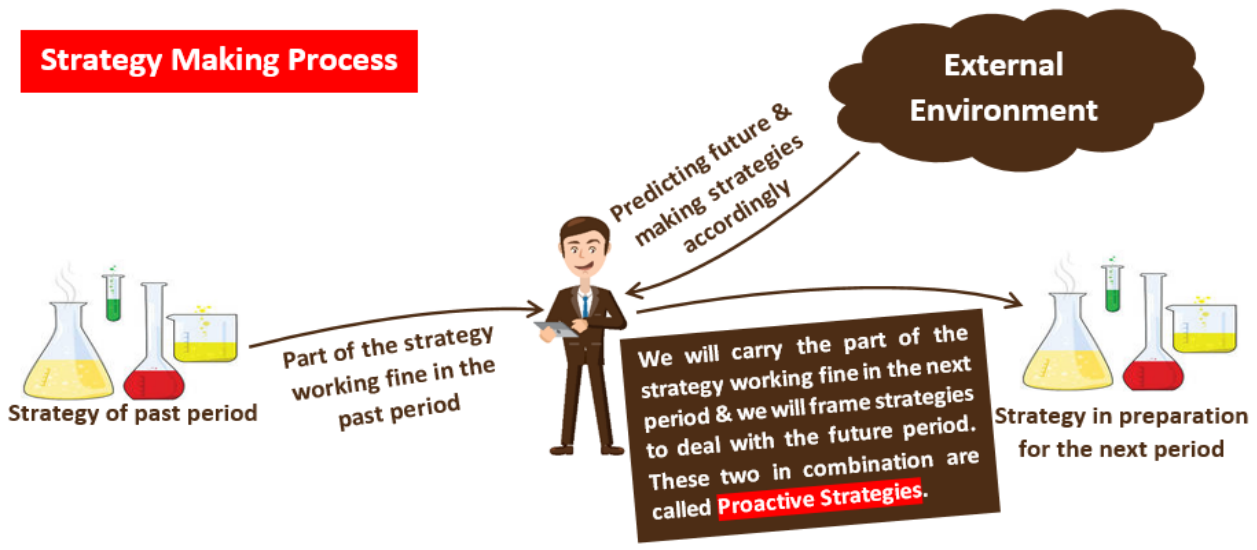 Strategy Making Process
External
Environment
Predicting future &
making strategies
accordingly
Part of the strategy
working fine in the
past period
Strategy of past period
We will carry the part of the
strategy working fine in the next
period & we will frame strategies
to deal with the future period.
These two in combination are
called Proactive Strategies.
Strategy in preparation
for the next period